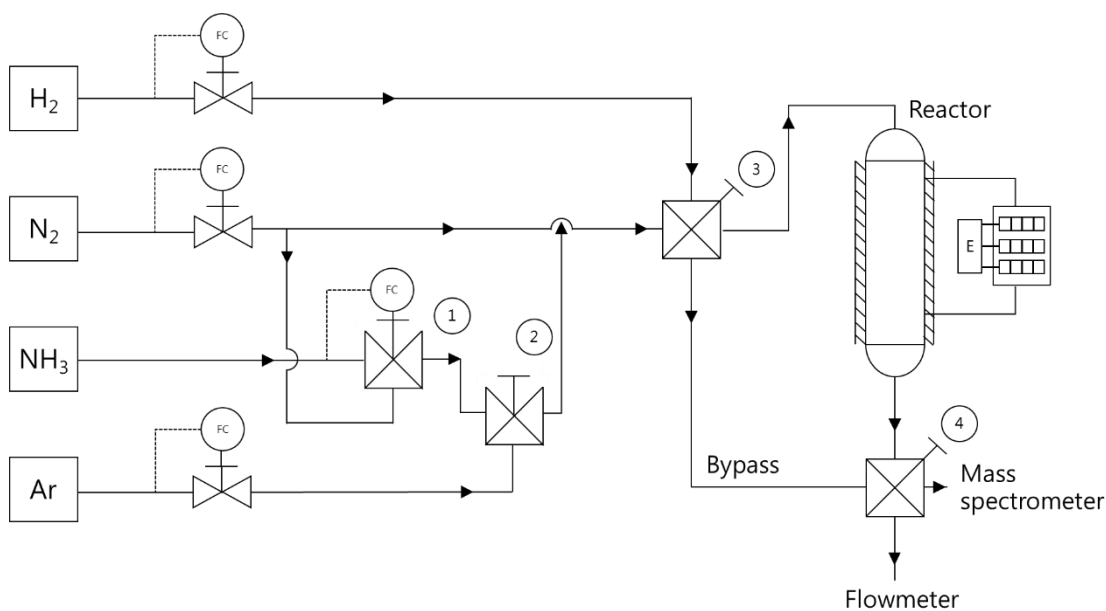 FC
H₂
Reactor
FC
3
N₂
E
FC
1
2
NH₃
FC
4
Ar
Bypass
Mass
spectrometer
Flowmeter